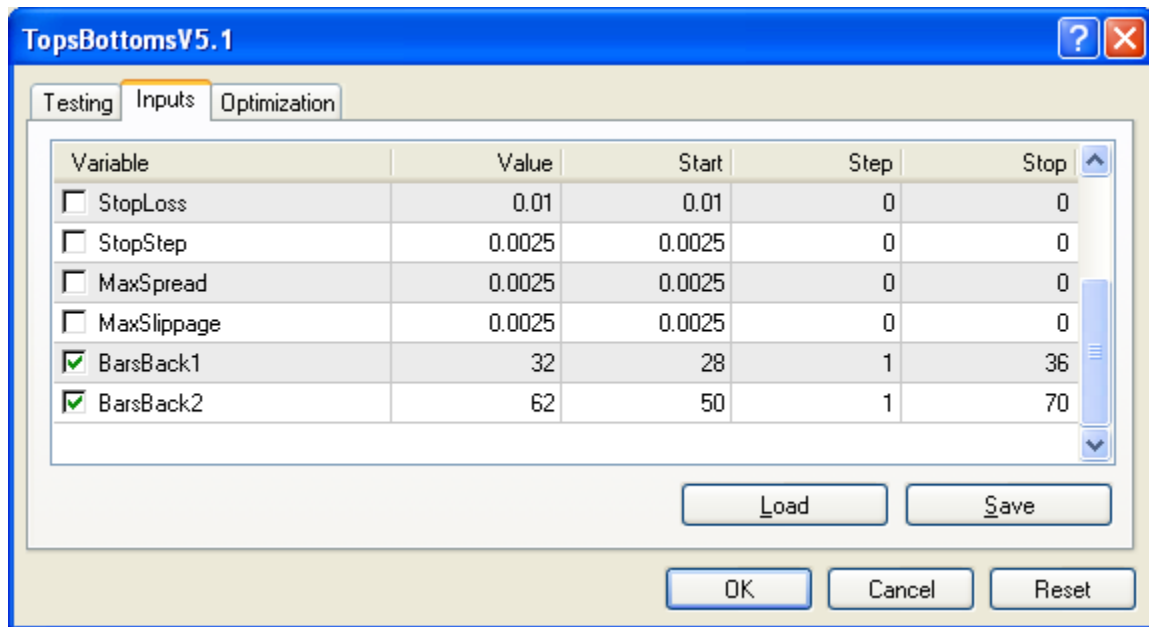 TopsBottomsV5.1
Testing Inputs Optimization
Variable Value Start Step Stop
StopLoss 0.01 0.01 0 0
StopStep 0.0025 0.0025 0 0
MaxSpread 0.0025 0.0025 0 0
MaxSlippage 0.0025 0.0025 0 0
BarsBack1 32 28 1 36
BarsBack2 62 50 1 70
Load Save
OK Cancel Reset